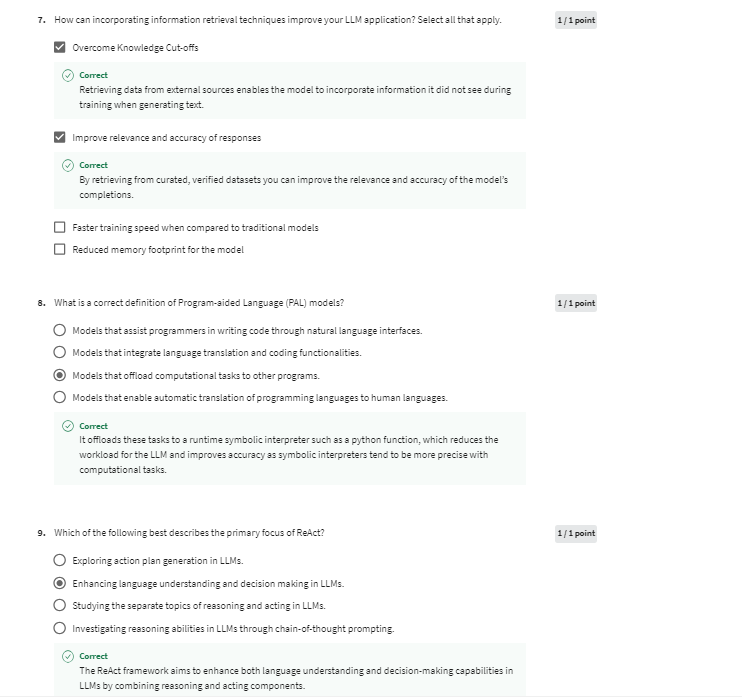 7. How can incorporating information retrieval techniques improve your LLM application? Select all that apply.
1 / 1 point
Overcome Knowledge Cut-offs
Correct
Retrieving data from external sources enables the model to incorporate information it did not see during
training when generating text.
Improve relevance and accuracy of responses
Correct
By retrieving from curated, verified datasets you can improve the relevance and accuracy of the model's
completions.
Faster training speed when compared to traditional models
Reduced memory footprint for the model
8. What is a correct definition of Program-aided Language (PAL) models?
1 / 1 point
Models that assist programmers in writing code through natural language interfaces.
Models that integrate language translation and coding functionalities.
Models that offload computational tasks to other programs.
Models that enable automatic translation of programming languages to human languages.
Correct
It offloads these tasks to a runtime symbolic interpreter such as a python function, which reduces the
workload for the LLM and improves accuracy as symbolic interpreters tend to be more precise with
computational tasks.
9. Which of the following best describes the primary focus of ReAct?
1 / 1 point
Exploring action plan generation in LLMs.
Enhancing language understanding and decision making in LLMs.
Studying the separate topics of reasoning and acting in LLMs.
Investigating reasoning abilities in LLMs through chain-of-thought prompting.
Correct
The ReAct framework aims to enhance both language understanding and decision-making capabilities in
LLMs by combining reasoning and acting components.